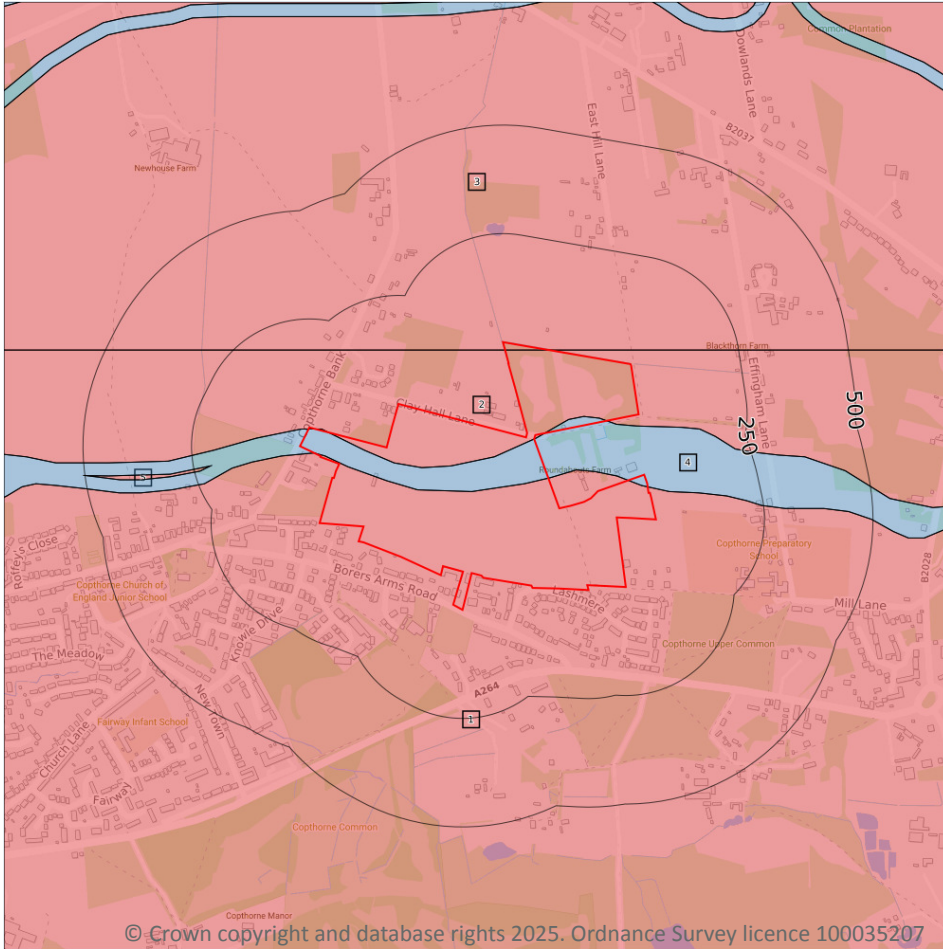 Common Plantation
Dowlands Lane
B2037
East Hill Lane
Newhouse Farm
3
Blackthorn Farm
Effingham Lane
500
250
Copthorne Bank
2
Clay Hall Lane
Roundabouts Farm
4
5
Roffey's Close
Copthorne Preparatory
School
B2028
Copthorne Church of
England Junior School
Borers Arms Road
Lashmere
Mill Lane
Knowle Drive
The Meadow
Copthorne Upper Common
New Town
A264
1
Fairway Infant School
Church Lane
Fairway
Copthorne Common
Copthorne Manor
© Crown copyright and database rights 2025. Ordnance Survey licence 100035207